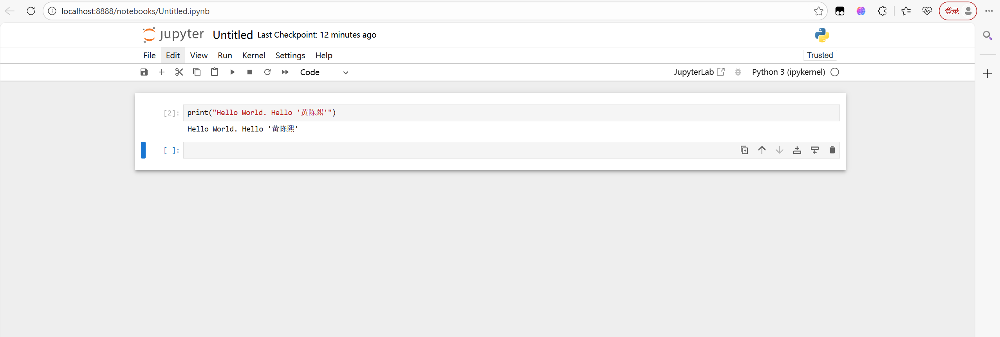 localhost:8888/notebooks/Untitled.ipynb
登录
jupyter Untitled Last Checkpoint: 12 minutes ago
File Edit View Run Kernel Settings Help
Trusted
Code
JupyterLab
Python 3 (ipykernel)
[2]: print("Hello World. Hello '黄陈熙'")
Hello World. Hello '黄陈熙'
[ ]: